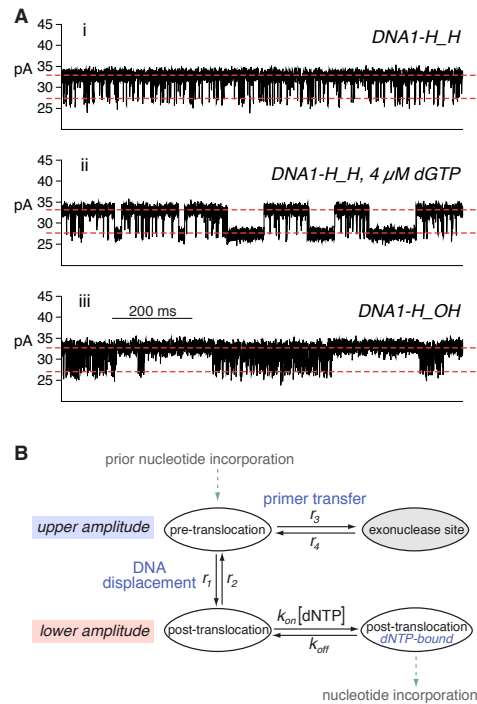 A
i
DNA1-H_H
45
40
pA 35
30
25
ii
DNA1-H_H, 4 µM dGTP
45
40
pA 35
30
25
iii
200 ms
DNA1-H_OH
45
40
pA 35
30
25
B
prior nucleotide incorporation
primer transfer
upper amplitude
pre-translocation
r3
r4
exonuclease site
DNA
displacement
r1 r2
lower amplitude
post-translocation
kon[dNTP]
koff
post-translocation
dNTP-bound
nucleotide incorporation